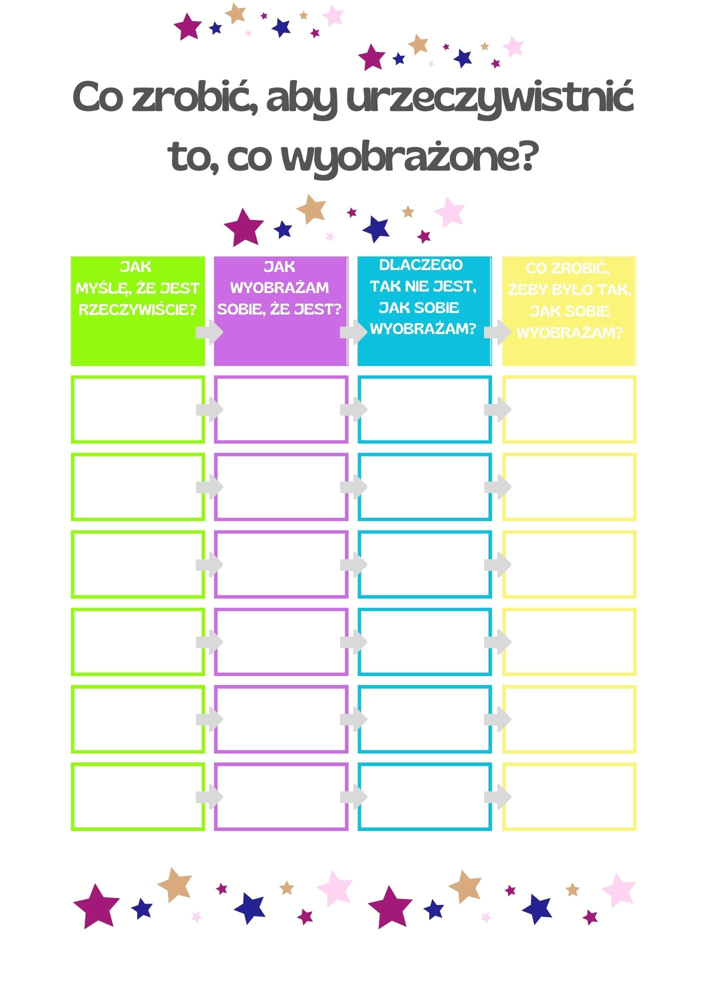 Co zrobić, aby urzeczywistnić
to, co wyobrażone?
JAK
MYŚLĘ, ŻE JEST
RZECZYWIŚCIE?
JAK
WYOBRAŻAM
SOBIE, ŻE JEST?
DLACZEGO
TAK NIE JEST,
JAK SOBIE
WYOBRAŻAM?
CO ZROBIĆ,
ŻEBY BYŁO TAK,
JAK SOBIE
WYOBRAŻAM?